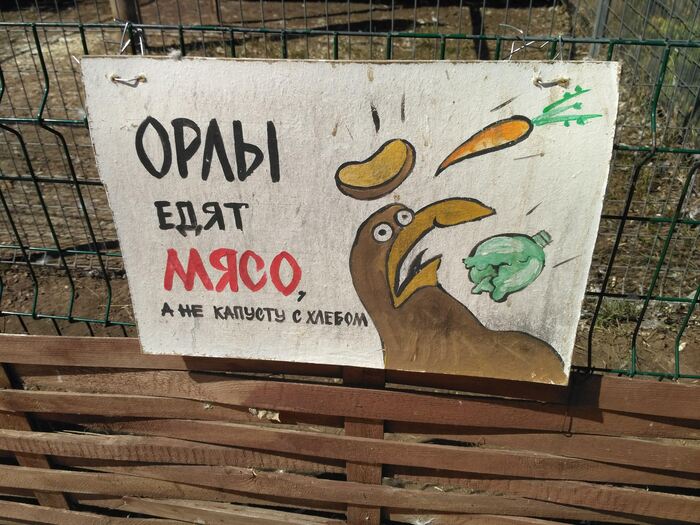 ОРЛЫ
ЕДЯТ
МЯСО,
А НЕ КАПУСТУ С ХЛЕБОМ